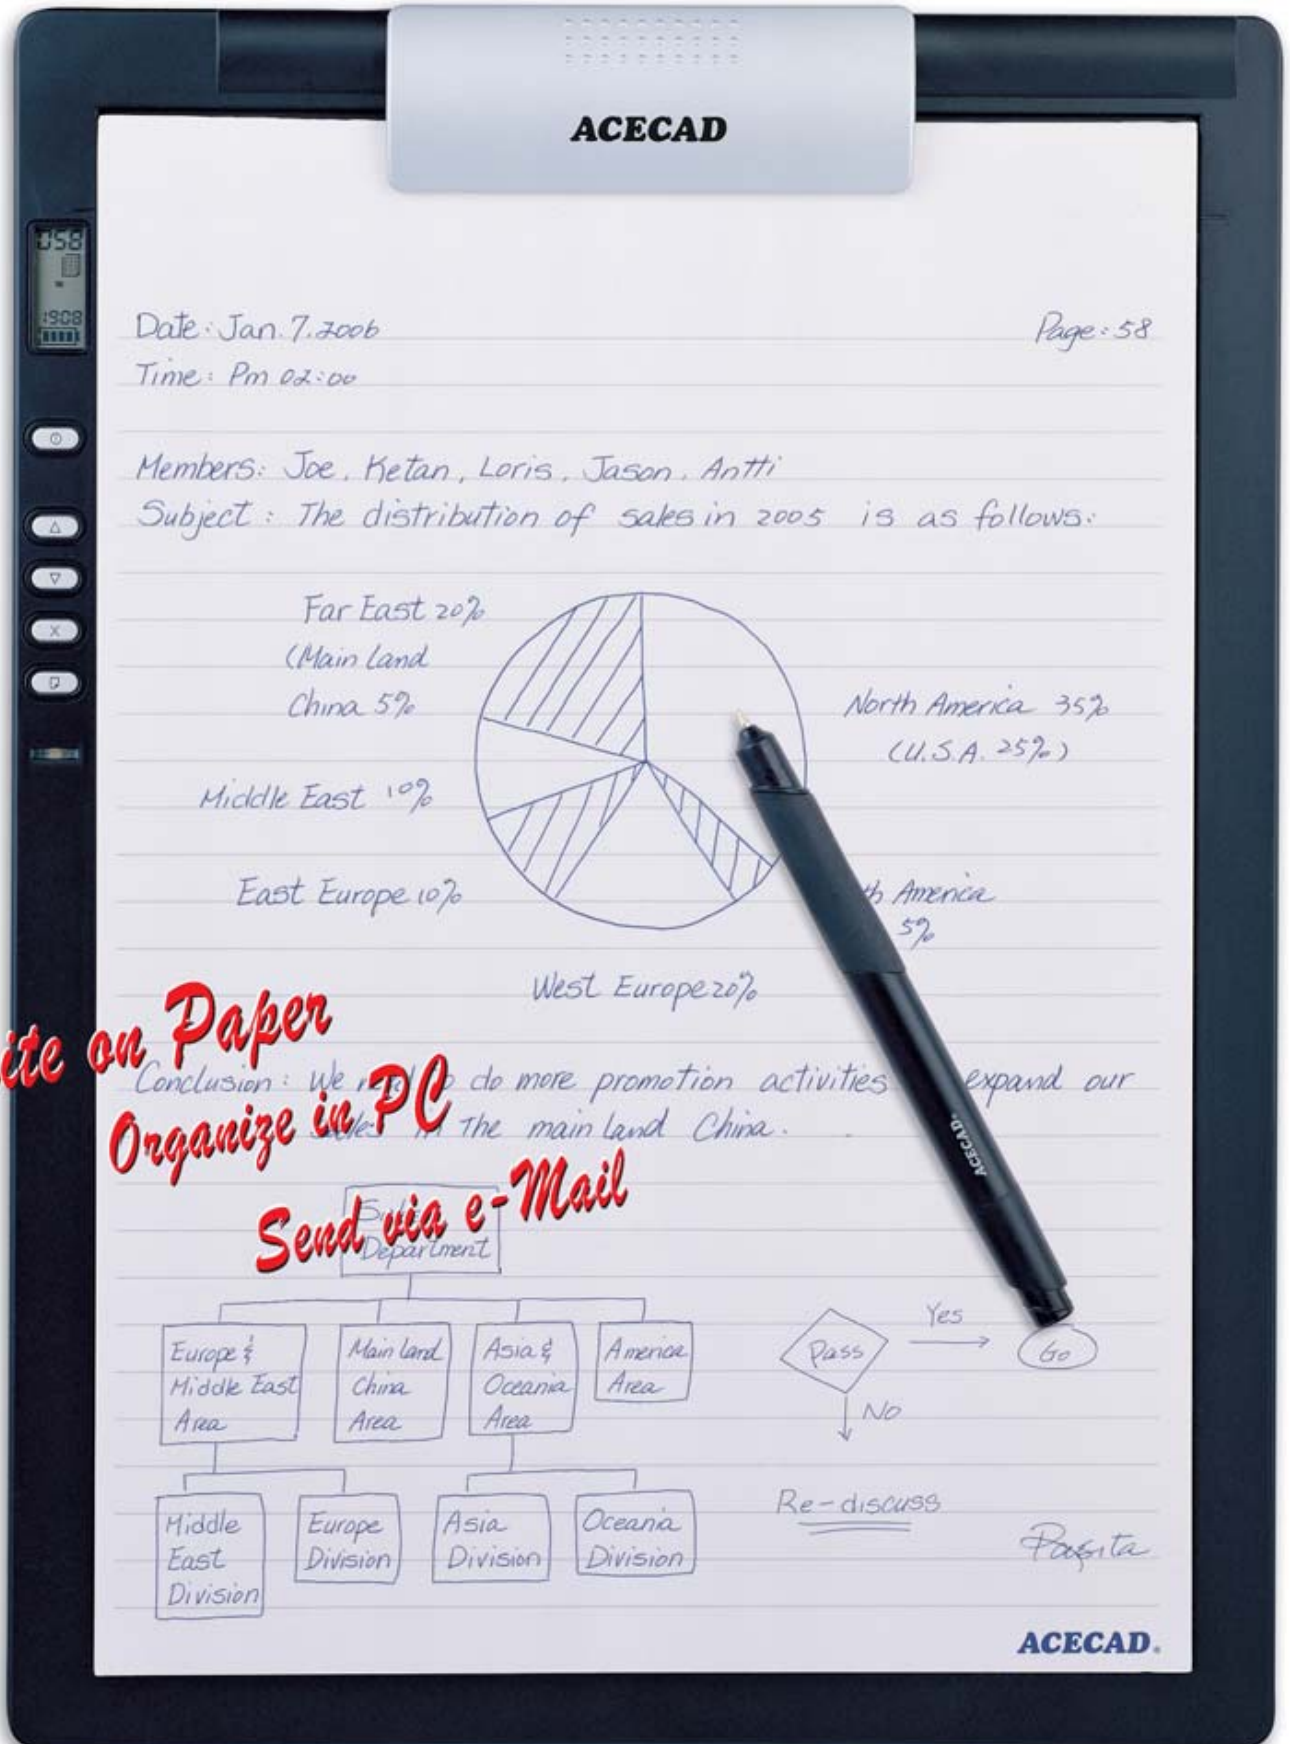 ACECAD
058
1908
Date: Jan. 7. 2006
Page: 58
Time: Pm 02:00
Members: Joe, Ketan, Loris, Jason, Antti
Subject: The distribution of sales in 2005 is as follows:
Far East 20%
(Main Land
China 5%
North America 35%
(U.S.A. 25%)
Middle East 10%
East Europe 10%
America
5%
West Europe 20%
on Paper
Organize in PC
Send via e-Mail
Conclusion: We do more promotion activities expand our
in the main land China.
Department
Europe &
Middle East
Area
Main land
China
Area
Asia &
Oceania
Area
America
Area
Middle
East
Division
Europe
Division
Asia
Division
Oceania
Division
Pass
Yes
Go
No
Re-discuss
ACECAD.
ACECAD.